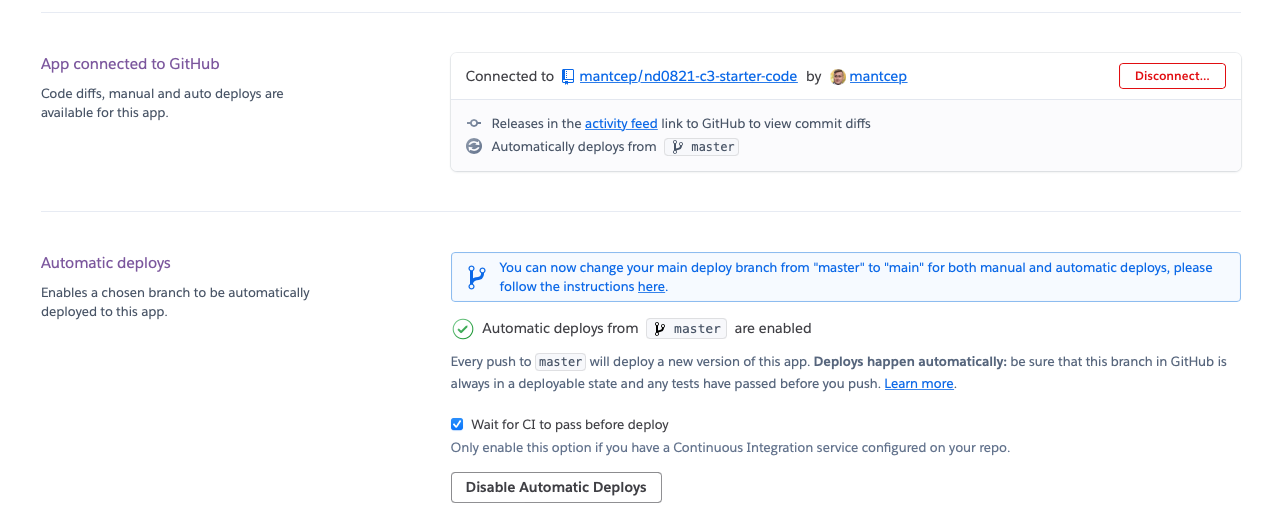 App connected to GitHub
Code diffs, manual and auto deploys are
available for this app.
Connected to mantcep/nd0821-c3-starter-code by mantcep
Disconnect...
Releases in the activity feed link to GitHub to view commit diffs
Automatically deploys from master
Automatic deploys
Enables a chosen branch to be automatically
deployed to this app.
You can now change your main deploy branch from "master" to "main" for both manual and automatic deploys, please
follow the instructions here.
Automatic deploys from master are enabled
Every push to master will deploy a new version of this app. Deploys happen automatically: be sure that this branch in GitHub is
always in a deployable state and any tests have passed before you push. Learn more.
Wait for CI to pass before deploy
Only enable this option if you have a Continuous Integration service configured on your repo.
Disable Automatic Deploys